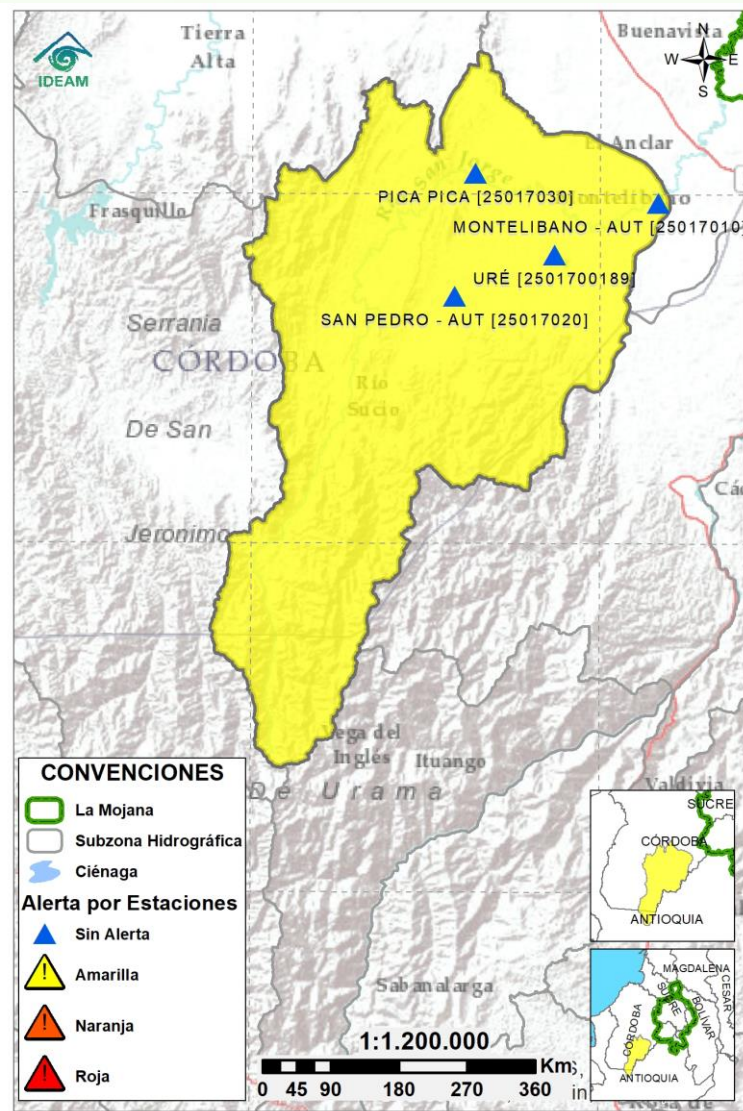 IDEAM
Tierra
Alta
Buenavista
N
W
E
S
El Anclar
PICA PICA [25017030]
Frasquillo
MONTELIBANO - AUT [25017010]
URÉ [2501700189]
SAN PEDRO - AUT [25017020]
Serrania
CÓRDOBA
Río
Sucio
De San
Jeronimo
Vega del
Inglés
Ituango
De Urama
Valdivia
Sabanalarga
CONVENCIONES
La Mojana
Subzona Hidrográfica
Ciénaga
Alerta por Estaciones
Sin Alerta
Amarilla
Naranja
Roja
1:1.200.000
Km
0 45 90 180 270 360
SUCRE
CÓRDOBA
ANTIOQUIA
MAGDALENA
CESAR
SUCRE
BOLÍVAR
CÓRDOBA
ANTIOQUIA